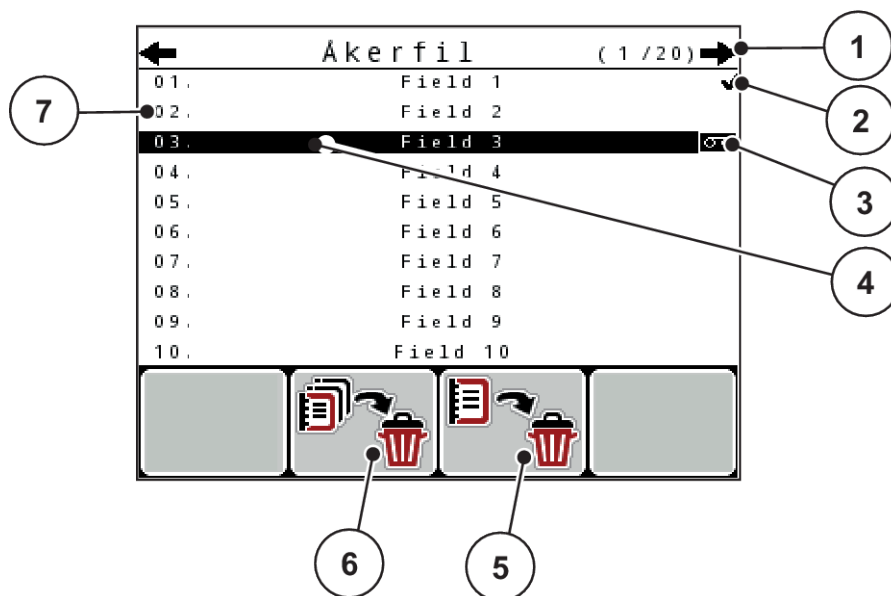 Åkerfil (1/20)
01. Field 1
02. Field 2
03. Field 3
04. Field 4
05. Field 5
06. Field 6
07. Field 7
08. Field 8
09. Field 9
10. Field 10
1
2
3
4
5
6
7